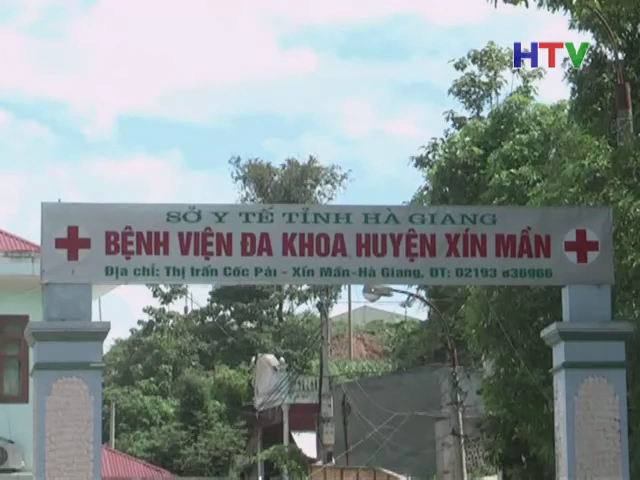 HTV
SỞ Y TẾ TỈNH HÀ GIANG
BỆNH VIỆN ĐA KHOA HUYỆN XÍN MẦN
Địa chỉ: Thị trấn Cốc Pài - Xín Mần-Hà Giang, ĐT: 02193 836966